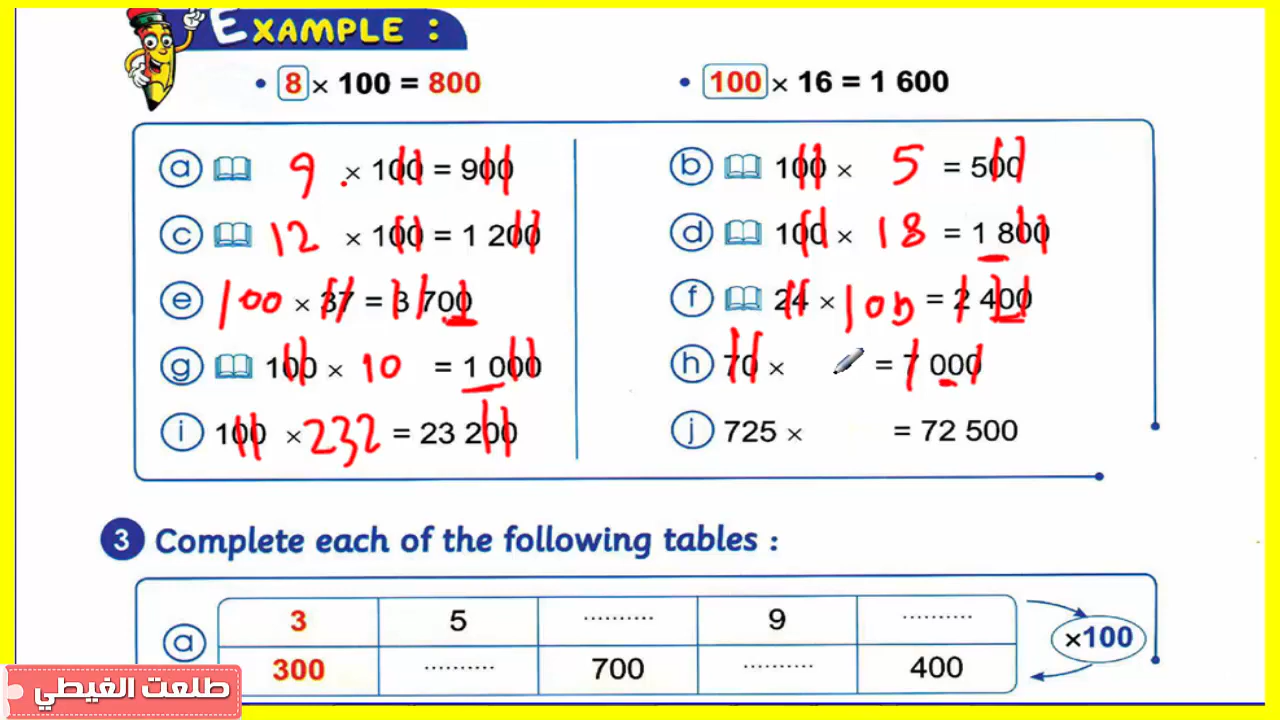 EXAMPLE :
• 8 × 100 = 800
• 100 × 16 = 1 600
a 9 × 100 = 900
b 100 × 5 = 500
c 12 × 100 = 1 200
d 100 × 18 = 1 800
e 100 × 37 = 3 700
f 24 × 100 = 2 400
g 100 × 10 = 1 000
h 70 × = 7 000
i 100 × 232 = 23 200
j 725 × = 72 500
3 Complete each of the following tables :
a 3 5 .......... 9 ..........
×100
300 .......... 700 .......... 400
طلعت الغيطي